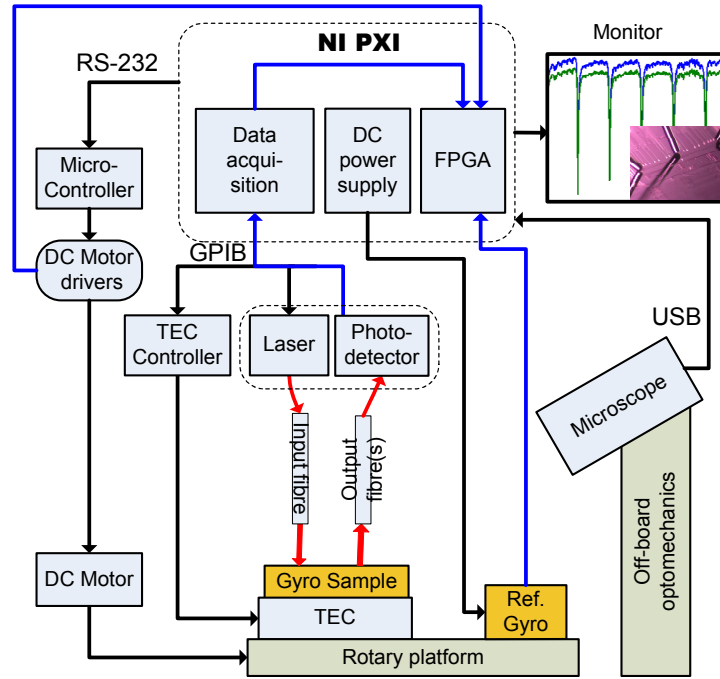 NI PXI
Monitor
RS-232
Data
acqui-
sition
DC
power
supply
FPGA
Micro-
Controller
DC Motor
drivers
GPIB
TEC
Controller
Laser
Photo-
detector
USB
Microscope
Input fibre
Output
fibre(s)
Off-board
optomechanics
DC Motor
Gyro Sample
TEC
Ref.
Gyro
Rotary platform